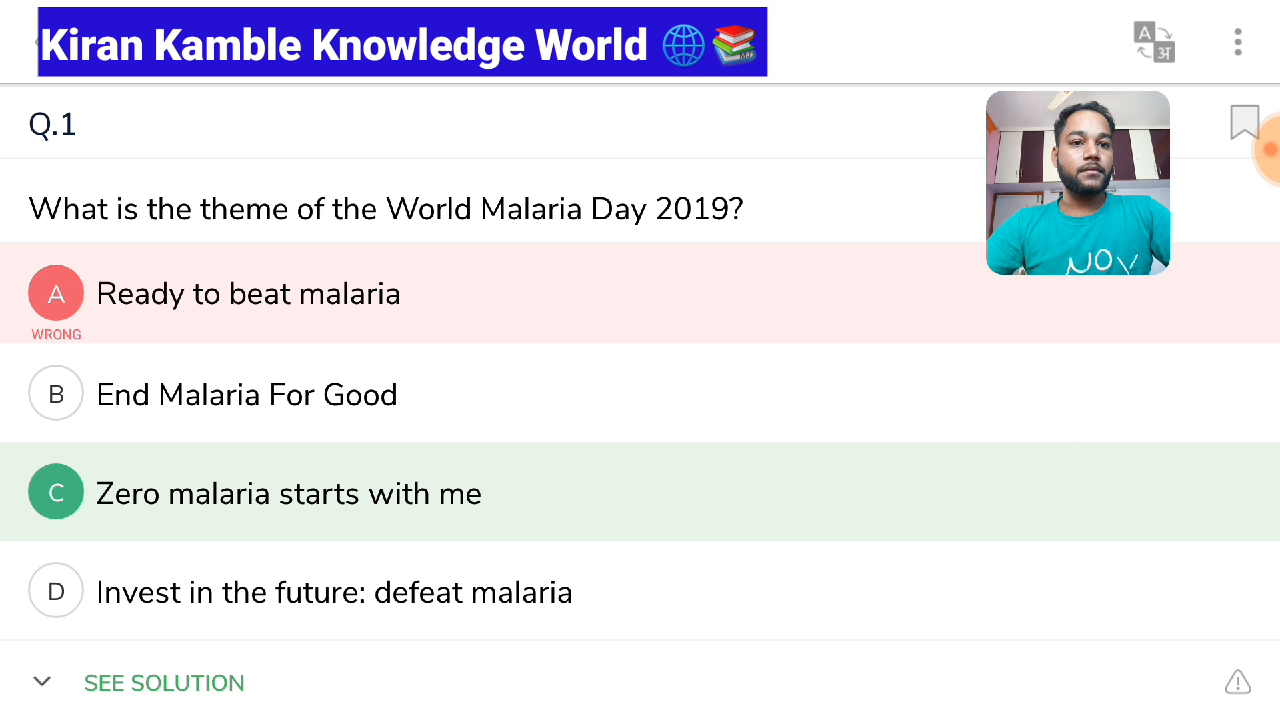 Kiran Kamble Knowledge World
A अ
Q.1
What is the theme of the World Malaria Day 2019?
A Ready to beat malaria
WRONG
B End Malaria For Good
C Zero malaria starts with me
D Invest in the future: defeat malaria
SEE SOLUTION
NOV